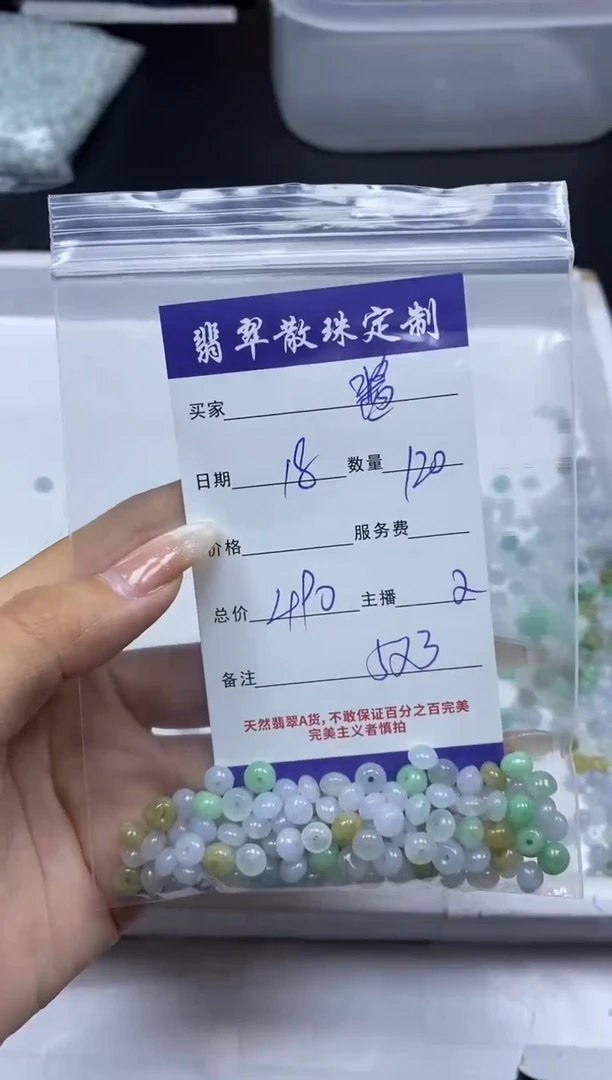 翡翠散珠定制
买家
日期 18 数量 120
价格 服务费
总价 490 主播 2
备注 523
天然翡翠A货,不敢保证百分之百完美
完美主义者慎拍